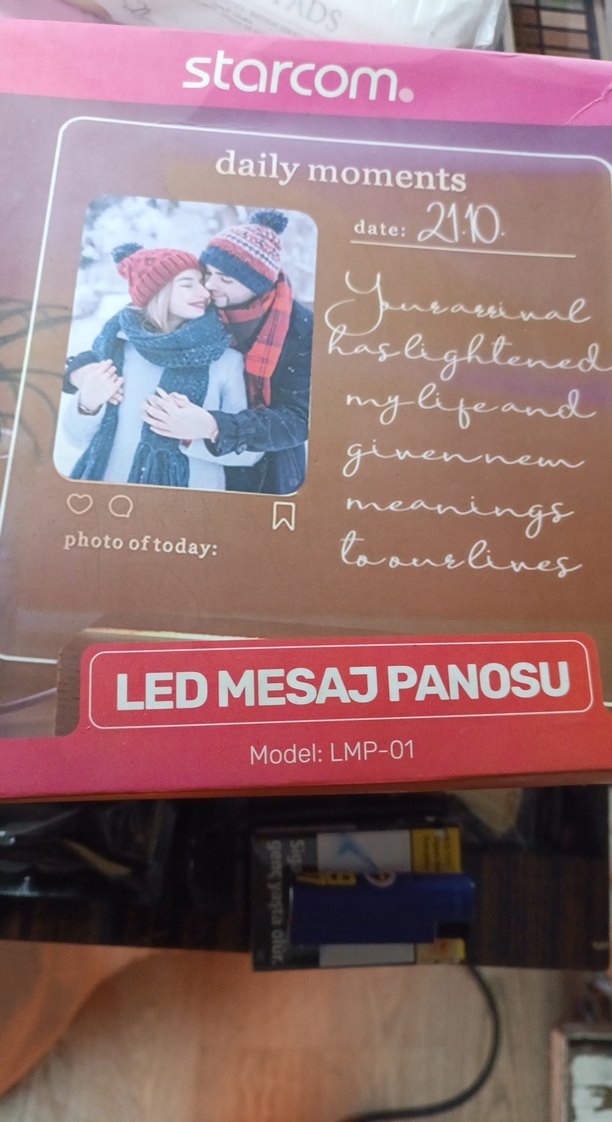 PADS
starcom.
daily moments
date: 21.10.
Your arrival
has lightened
my life and
given new
meanings
to our lives
photo of today:
LED MESAJ PANOSU
Model: LMP-01